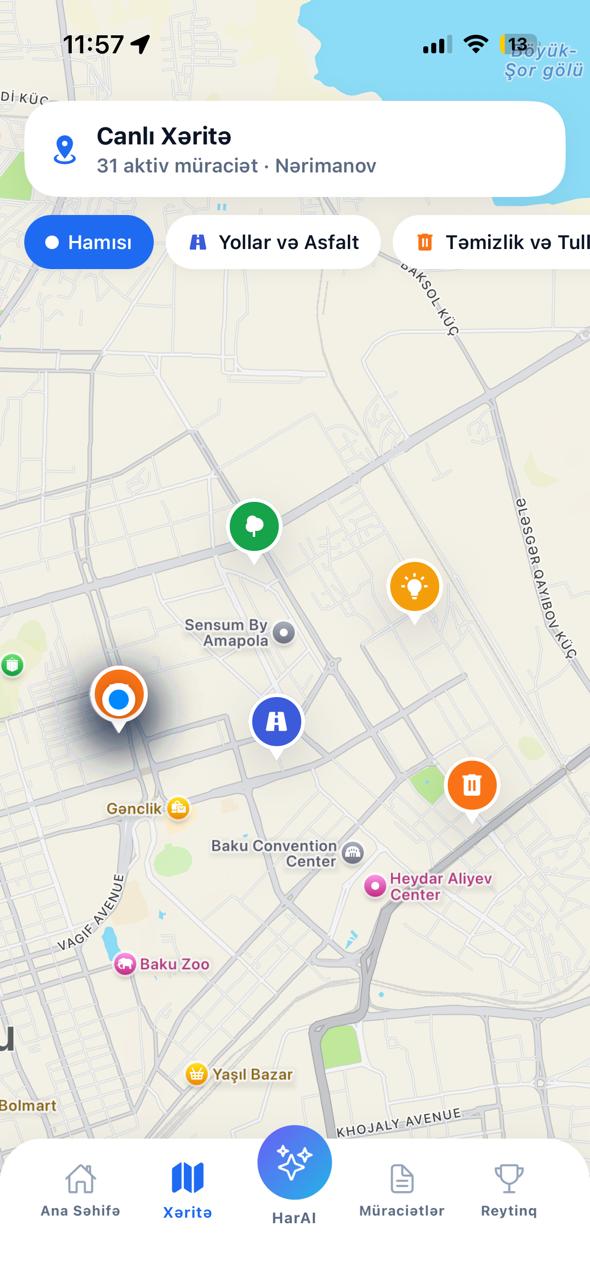 11:57
13
Böyük-
Şor gölü
Dİ KÜÇ
Canlı Xəritə
31 aktiv müraciət · Nərimanov
Hamısı
Yollar və Asfalt
Təmizlik və Tull
BAKSOL KÜÇ
ƏLƏSGƏR QAYIBOV KÜÇ
Sensum By
Amapola
Gənclik
Baku Convention
Center
Heydar Aliyev
Center
VAGIF AVENUE
Baku Zoo
u
Yaşıl Bazar
Bolmart
KHOJALY AVENUE
Ana Səhifə
Xəritə
HarAI
Müraciətlər
Reytinq